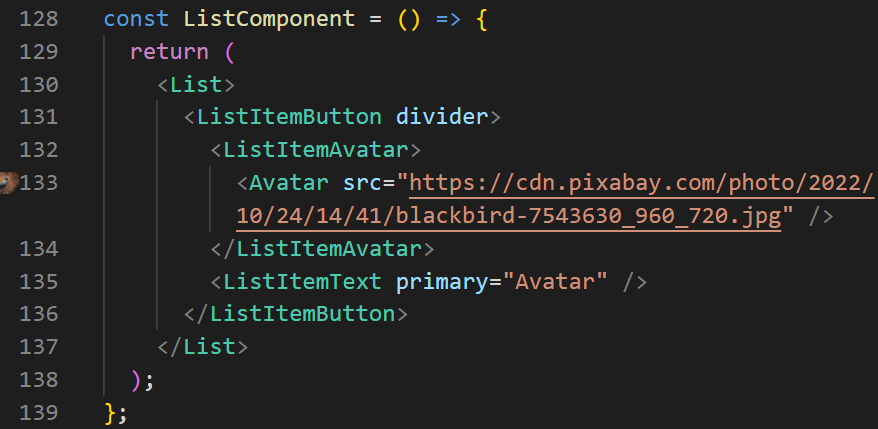 128 const ListComponent = () => {
129 return (
130 <List>
131 <ListItemButton divider>
132 <ListItemAvatar>
133 <Avatar src="https://cdn.pixabay.com/photo/2022/
10/24/14/41/blackbird-7543630_960_720.jpg" />
134 </ListItemAvatar>
135 <ListItemText primary="Avatar" />
136 </ListItemButton>
137 </List>
138 );
139 };